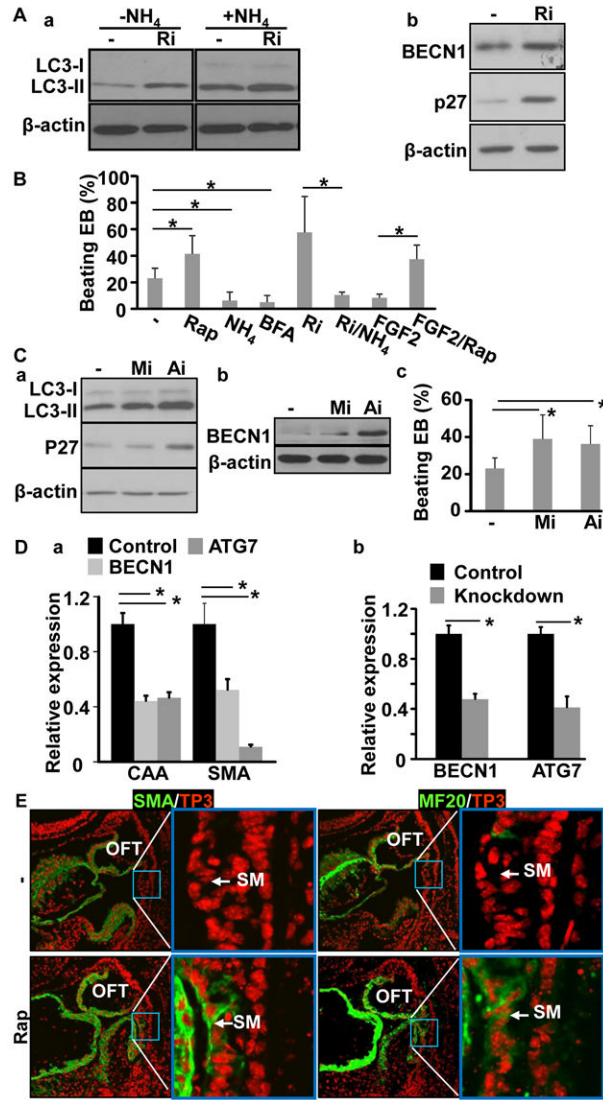 A a -NH4 +NH4
- Ri - Ri
LC3-I
LC3-II
β-actin
b - Ri
BECN1
p27
β-actin
B
Beating EB (%)
80
60
40
20
0
* * * * *
- Rap NH4 BFA Ri Ri/NH4 FGF2 FGF2/Rap
C a - Mi Ai
LC3-I
LC3-II
P27
β-actin
b - Mi Ai
BECN1
β-actin
c
Beating EB (%)
60
40
20
0
* *
- Mi Ai
D a
Control ATG7
BECN1
Relative expression
1.2
0.8
0.4
0
* * * *
CAA SMA
b
Control
Knockdown
Relative expression
1.2
0.8
0.4
0
* *
BECN1 ATG7
E SMA/TP3 MF20/TP3
- OFT SM OFT SM
Rap OFT SM OFT SM